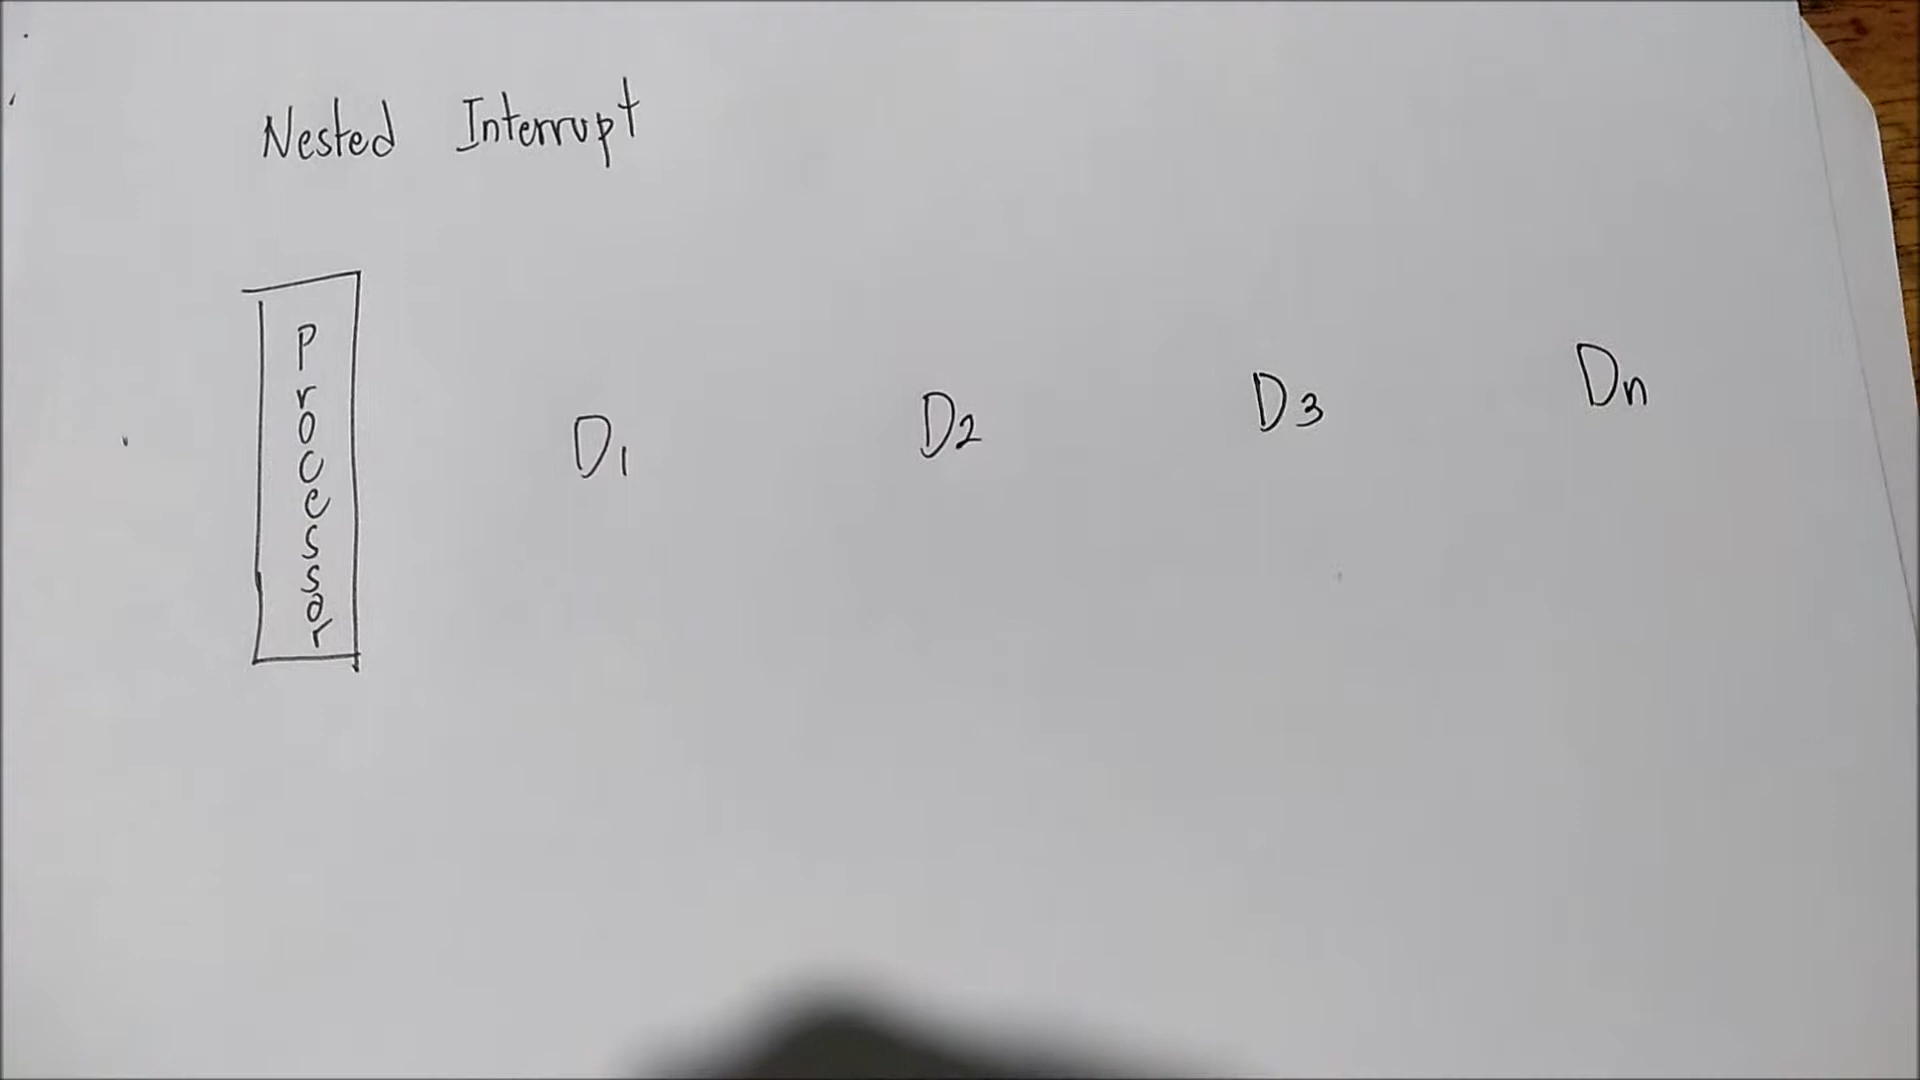 Nested Interrupt
Processor
D1 D2 D3 Dn